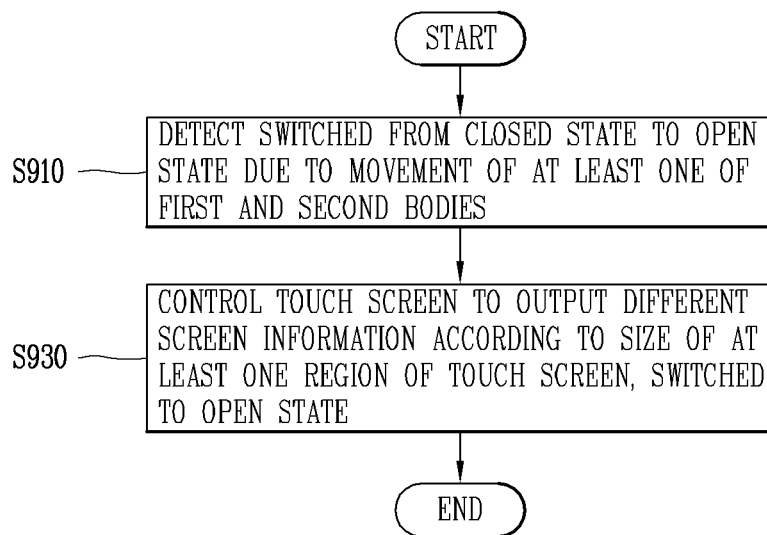 START
S910
DETECT SWITCHED FROM CLOSED STATE TO OPEN
STATE DUE TO MOVEMENT OF AT LEAST ONE OF
FIRST AND SECOND BODIES
S930
CONTROL TOUCH SCREEN TO OUTPUT DIFFERENT
SCREEN INFORMATION ACCORDING TO SIZE OF AT
LEAST ONE REGION OF TOUCH SCREEN, SWITCHED
TO OPEN STATE
END